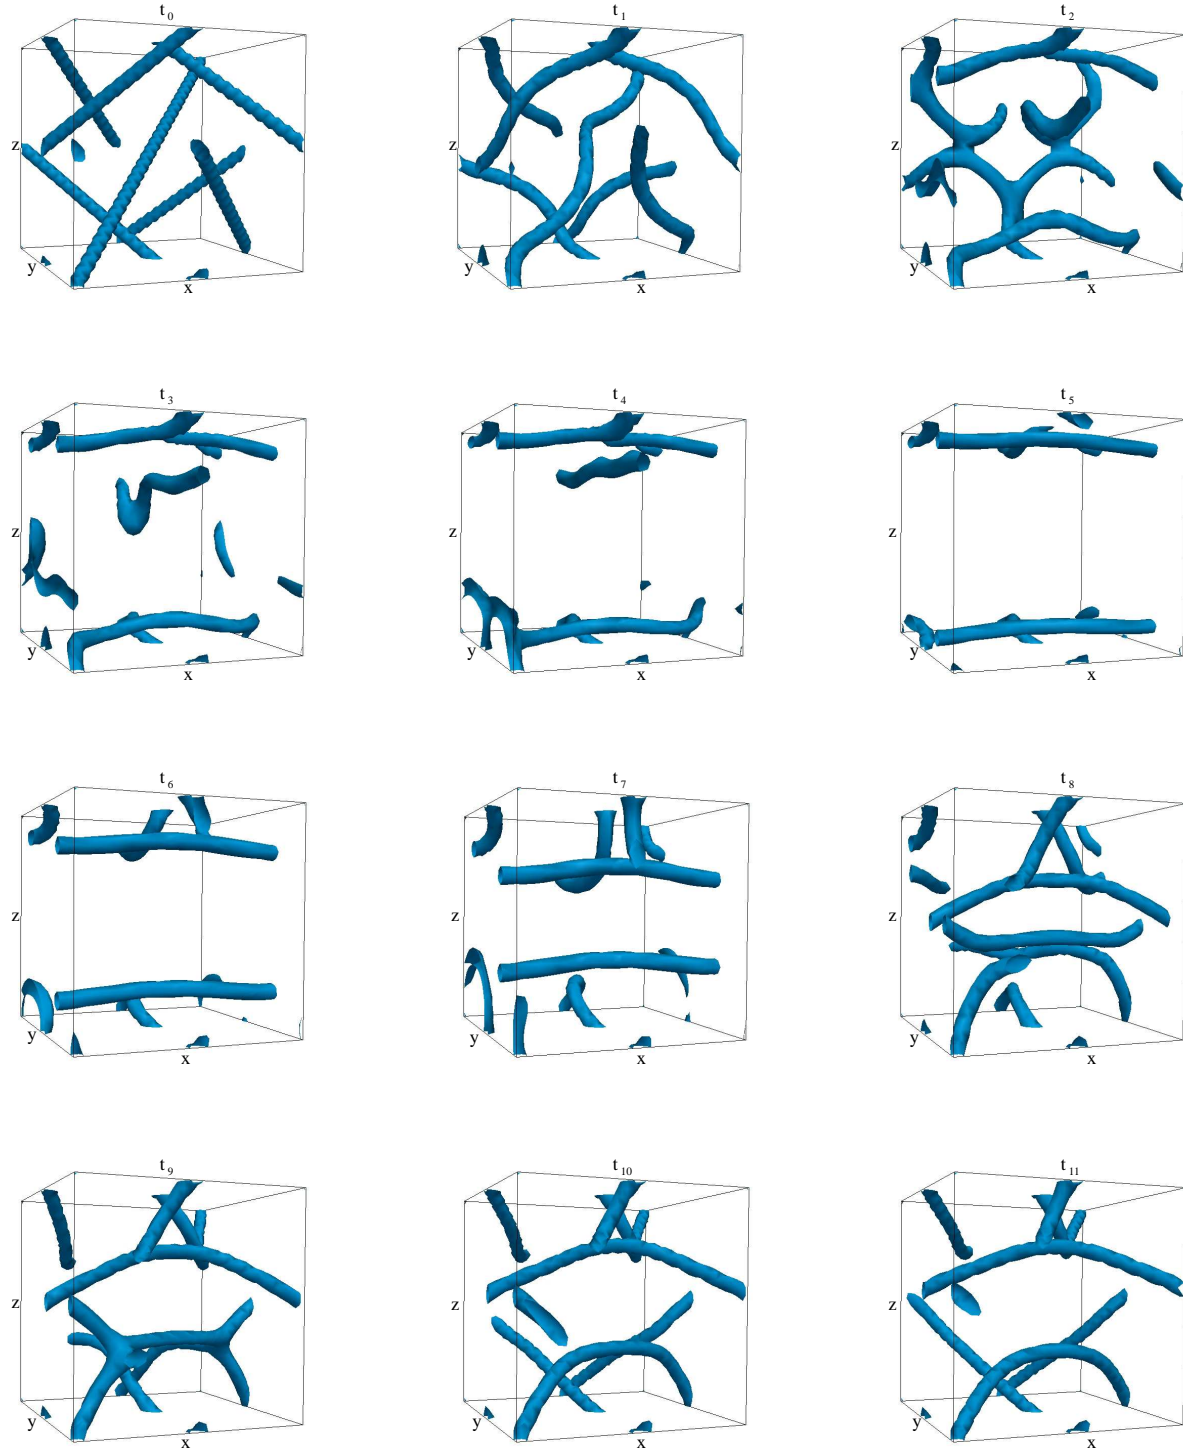 t0 t1 t2
z z z
y y y
x x x
t3 t4 t5
z z z
y y y
x x x
t6 t7 t8
z z z
y y y
x x x
t9 t10 t11
z z z
y y y
x x x